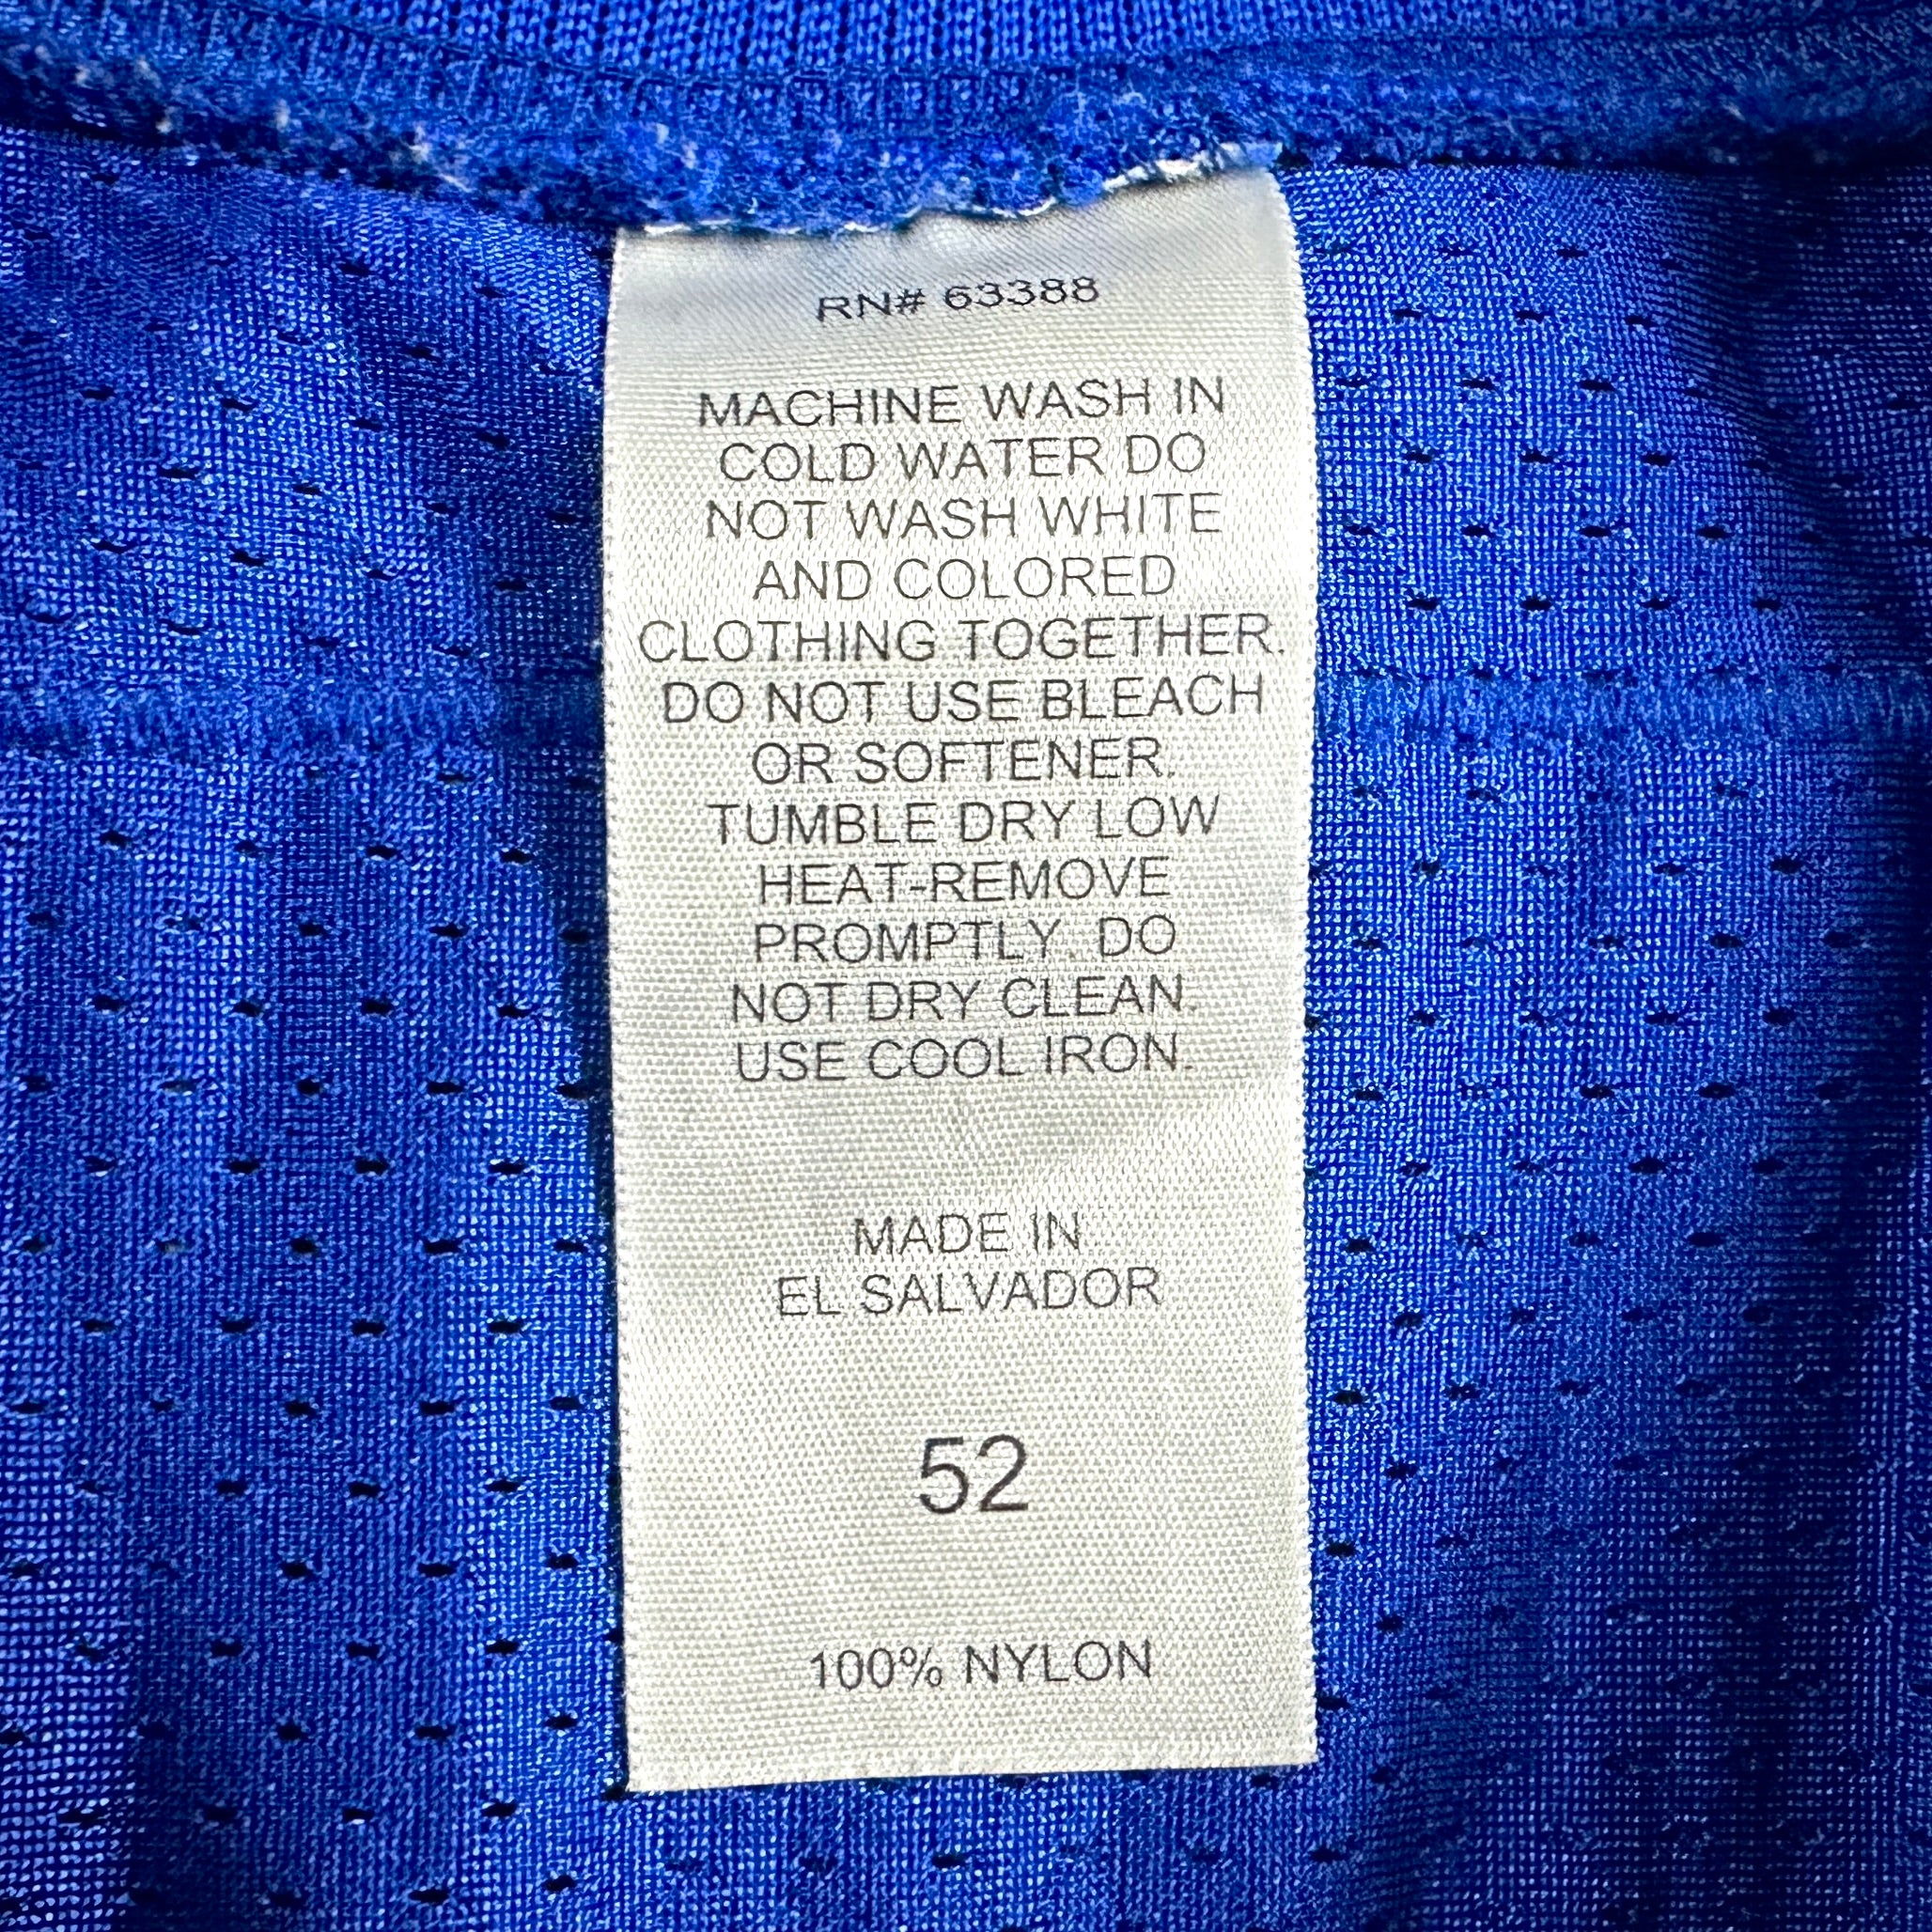 RN# 63388
MACHINE WASH IN
COLD WATER DO
NOT WASH WHITE
AND COLORED
CLOTHING TOGETHER.
DO NOT USE BLEACH
OR SOFTENER.
TUMBLE DRY LOW
HEAT-REMOVE
PROMPTLY. DO
NOT DRY CLEAN.
USE COOL IRON.
MADE IN
EL SALVADOR
52
100% NYLON